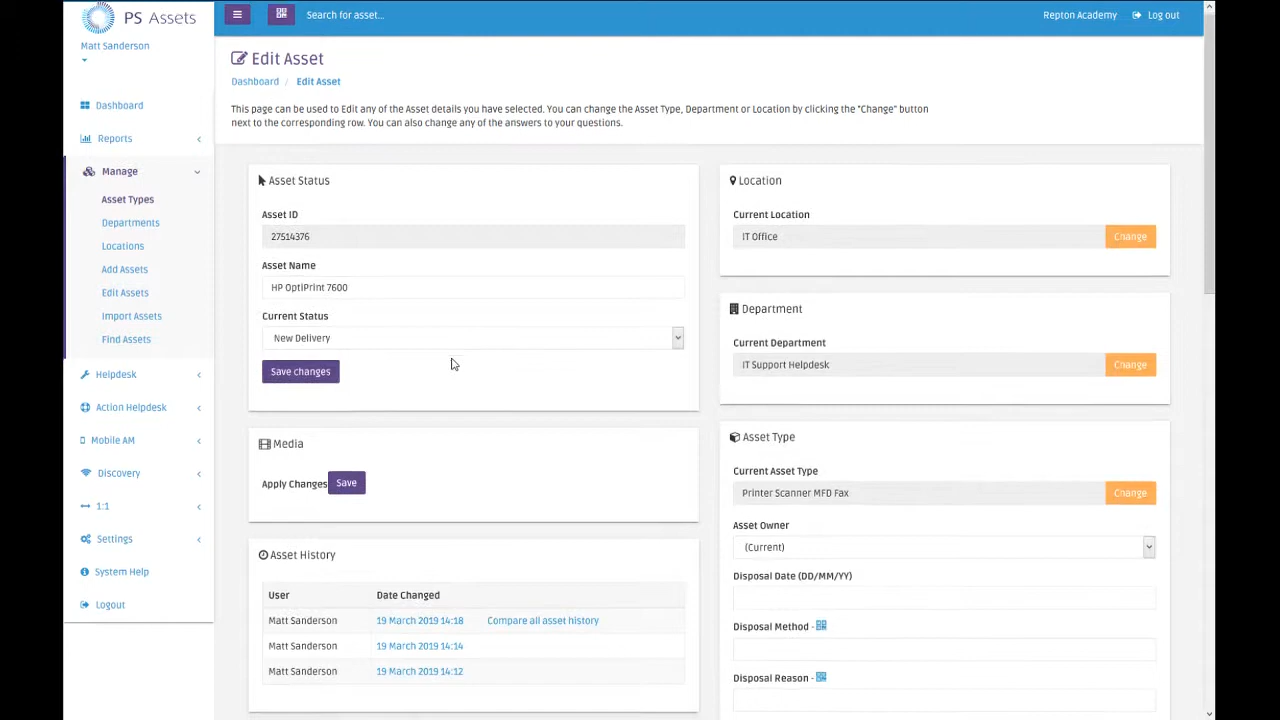 PS Assets
Matt Sanderson
Dashboard
Reports
Manage
Asset Types
Departments
Locations
Add Assets
Edit Assets
Import Assets
Find Assets
Helpdesk
Action Helpdesk
Mobile AM
Discovery
1:1
Settings
System Help
Logout
Search for asset...
Repton Academy
Log out
Edit Asset
Dashboard / Edit Asset
This page can be used to Edit any of the Asset details you have selected. You can change the Asset Type, Department or Location by clicking the "Change" button
next to the corresponding row. You can also change any of the answers to your questions.
Asset Status
Asset ID
27514376
Asset Name
HP OptiPrint 7600
Current Status
New Delivery
Save changes
Media
Apply Changes Save
Asset History
User Date Changed
Matt Sanderson 19 March 2019 14:18 Compare all asset history
Matt Sanderson 19 March 2019 14:14
Matt Sanderson 19 March 2019 14:12
Location
Current Location
IT Office Change
Department
Current Department
IT Support Helpdesk Change
Asset Type
Current Asset Type
Printer Scanner MFD Fax Change
Asset Owner
(Current)
Disposal Date (DD/MM/YY)
Disposal Method -
Disposal Reason -